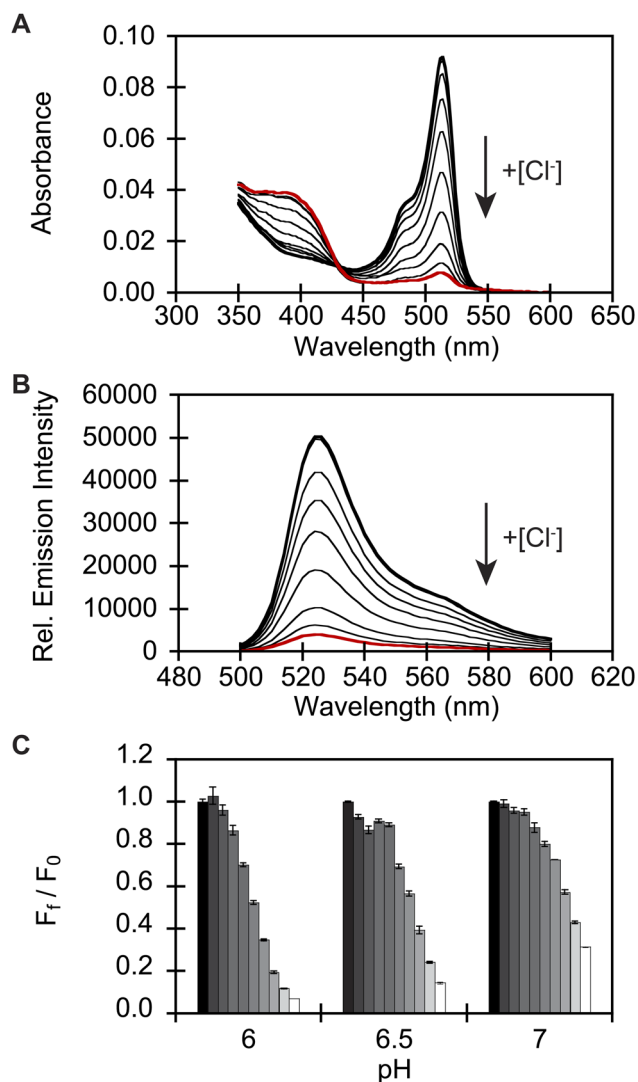 A
Absorbance
0.10
0.08
0.06
0.04
0.02
0.00
+[Cl-]
300 350 400 450 500 550 600 650
Wavelength (nm)
B
Rel. Emission Intensity
60000
50000
40000
30000
20000
10000
0
+[Cl-]
480 500 520 540 560 580 600 620
Wavelength (nm)
C
Ff / F0
1.2
1.0
0.8
0.6
0.4
0.2
0.0
6 6.5 7
pH